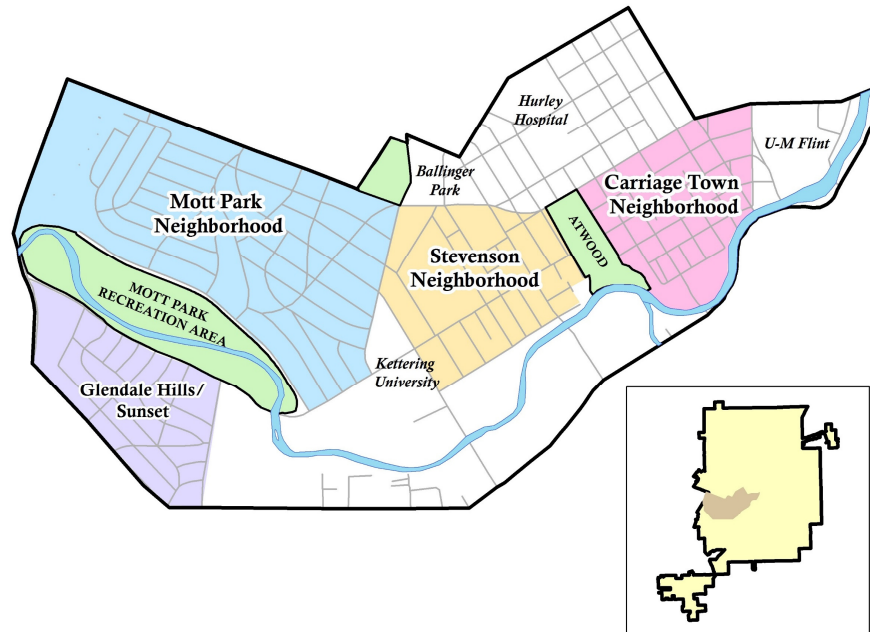 Hurley
Hospital
U-M Flint
Ballinger
Park
Carriage Town
Neighborhood
Mott Park
Neighborhood
ATWOOD
Stevenson
Neighborhood
MOTT PARK
RECREATION AREA
Kettering
University
Glendale Hills/
Sunset